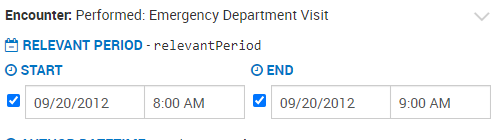 Encounter: Performed: Emergency Department Visit
RELEVANT PERIOD - relevantPeriod
START END
09/20/2012 8:00 AM 09/20/2012 9:00 AM